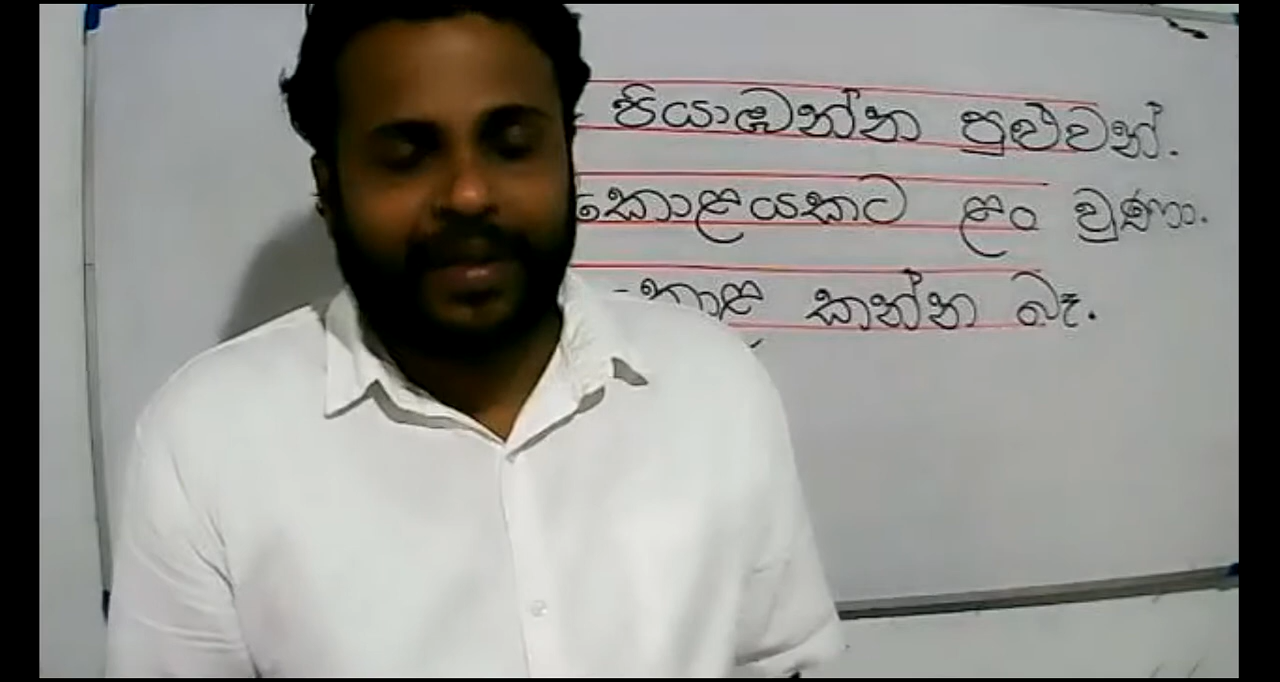 පියාඹන්න පුළුවන්.
කොළයකට ළං වුණා.
කන්න බෑ.